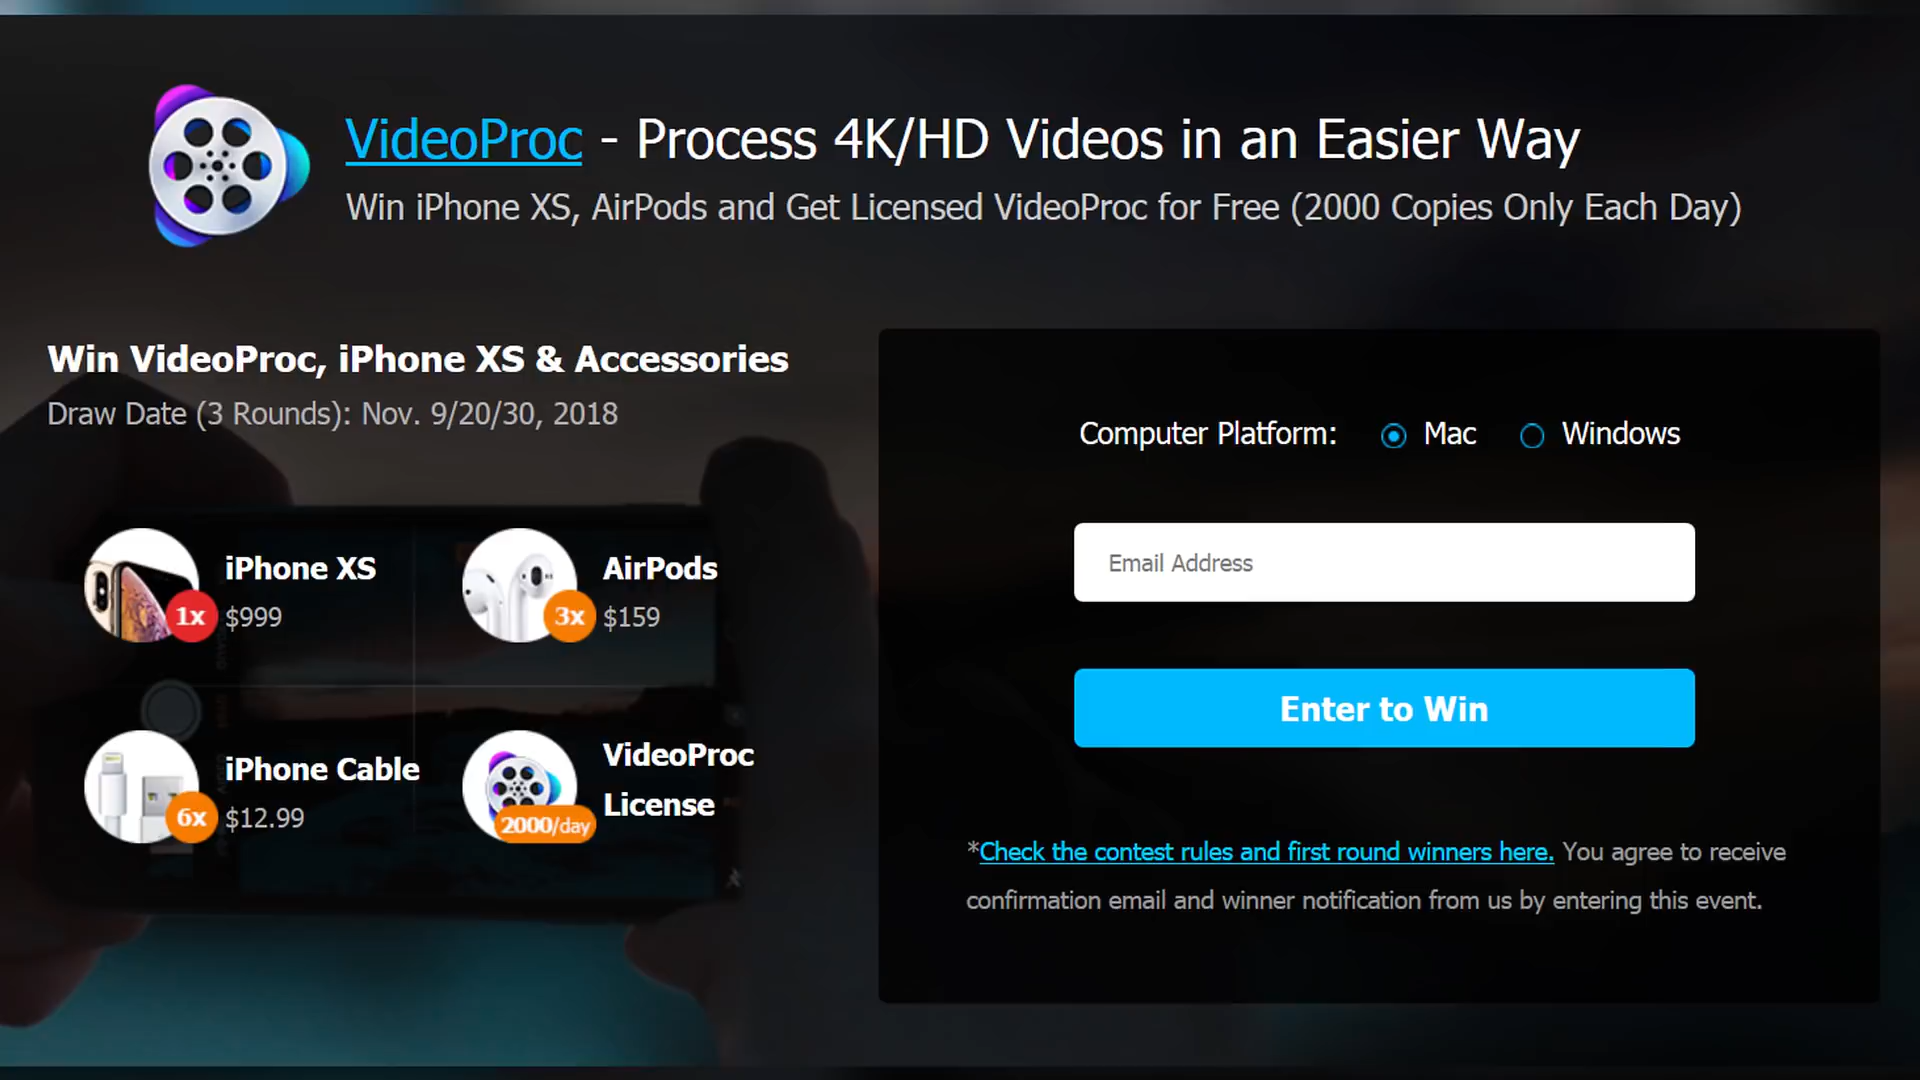 VideoProc - Process 4K/HD Videos in an Easier Way
Win iPhone XS, AirPods and Get Licensed VideoProc for Free (2000 Copies Only Each Day)
Win VideoProc, iPhone XS & Accessories
Draw Date (3 Rounds): Nov. 9/20/30, 2018
iPhone XS
1x
$999
AirPods
3x
$159
iPhone Cable
6x
$12.99
VideoProc
License
2000/day
Computer Platform: Mac Windows
Email Address
Enter to Win
*Check the contest rules and first round winners here. You agree to receive
confirmation email and winner notification from us by entering this event.